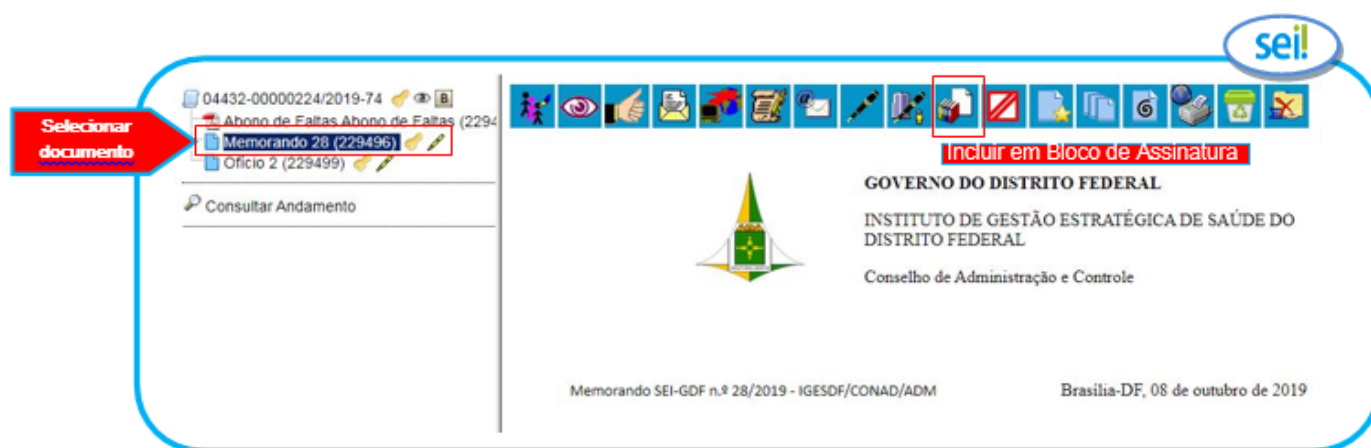 sei!
Selecionar
documento
04432-00000224/2019-74 B
Abono de Faltas Abono de Faltas (2294
Memorando 28 (229496)
Ofício 2 (229499)
Consultar Andamento
Incluir em Bloco de Assinatura
GOVERNO DO DISTRITO FEDERAL
INSTITUTO DE GESTÃO ESTRATÉGICA DE SAÚDE DO
DISTRITO FEDERAL
Conselho de Administração e Controle
Memorando SEI-GDF n.º 28/2019 - IGESDF/CONAD/ADM
Brasília-DF, 08 de outubro de 2019